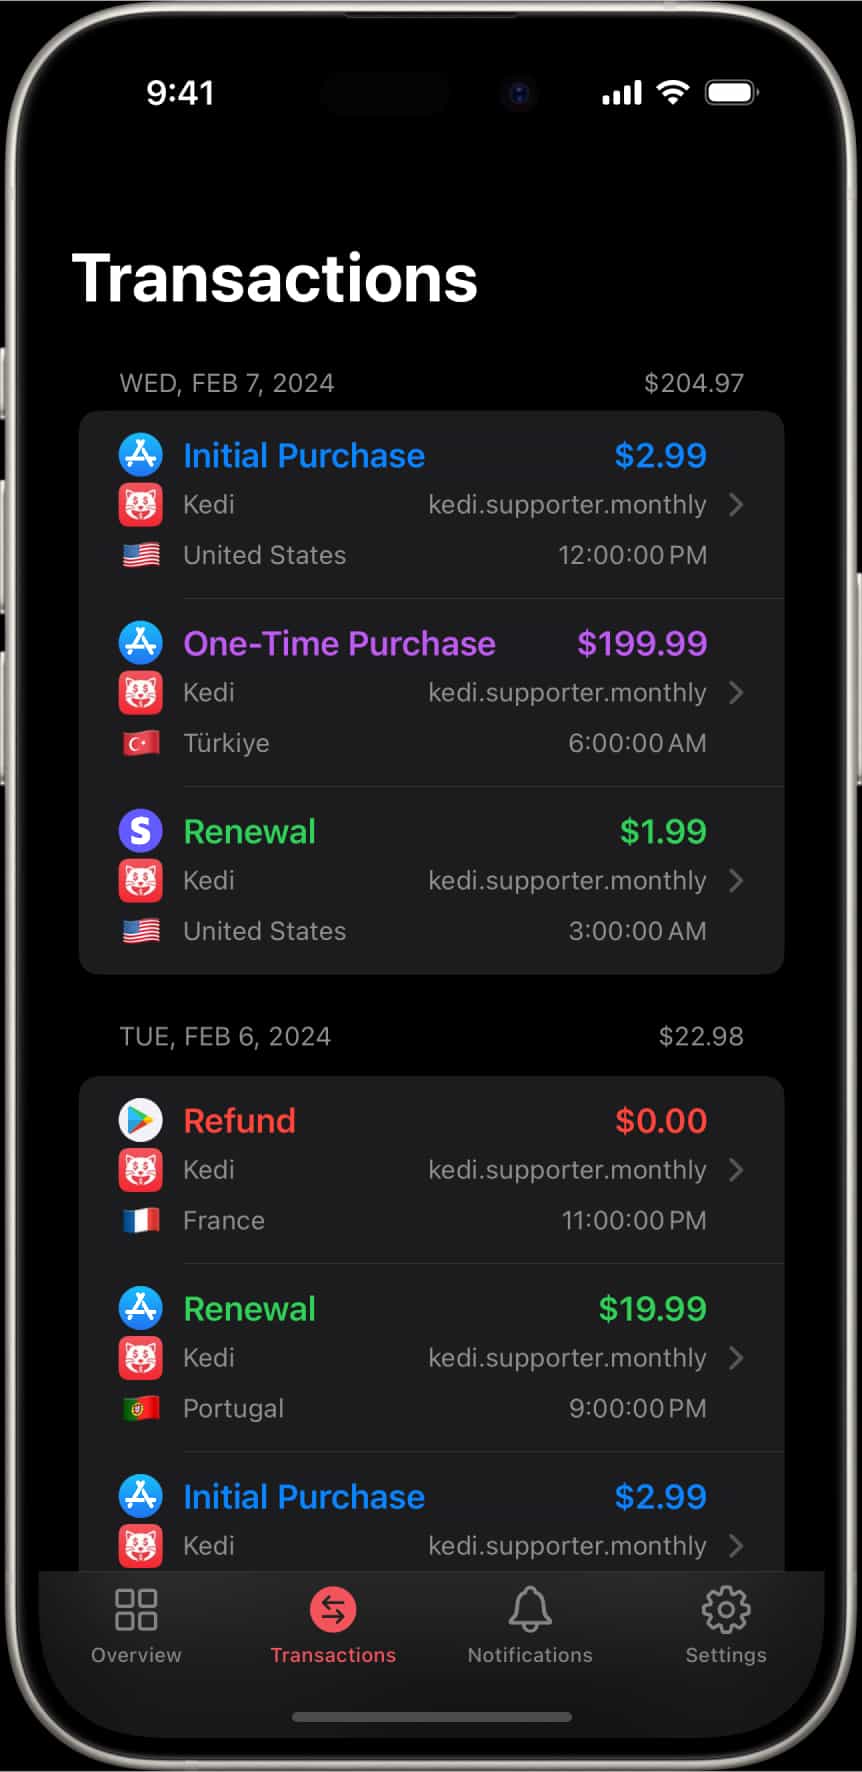 9:41
Transactions
WED, FEB 7, 2024 $204.97
Initial Purchase $2.99
Kedi kedi.supporter.monthly
United States 12:00:00 PM
One-Time Purchase $199.99
Kedi kedi.supporter.monthly
Türkiye 6:00:00 AM
S Renewal $1.99
Kedi kedi.supporter.monthly
United States 3:00:00 AM
TUE, FEB 6, 2024 $22.98
Refund $0.00
Kedi kedi.supporter.monthly
France 11:00:00 PM
Renewal $19.99
Kedi kedi.supporter.monthly
Portugal 9:00:00 PM
Initial Purchase $2.99
Kedi kedi.supporter.monthly
Overview Transactions Notifications Settings